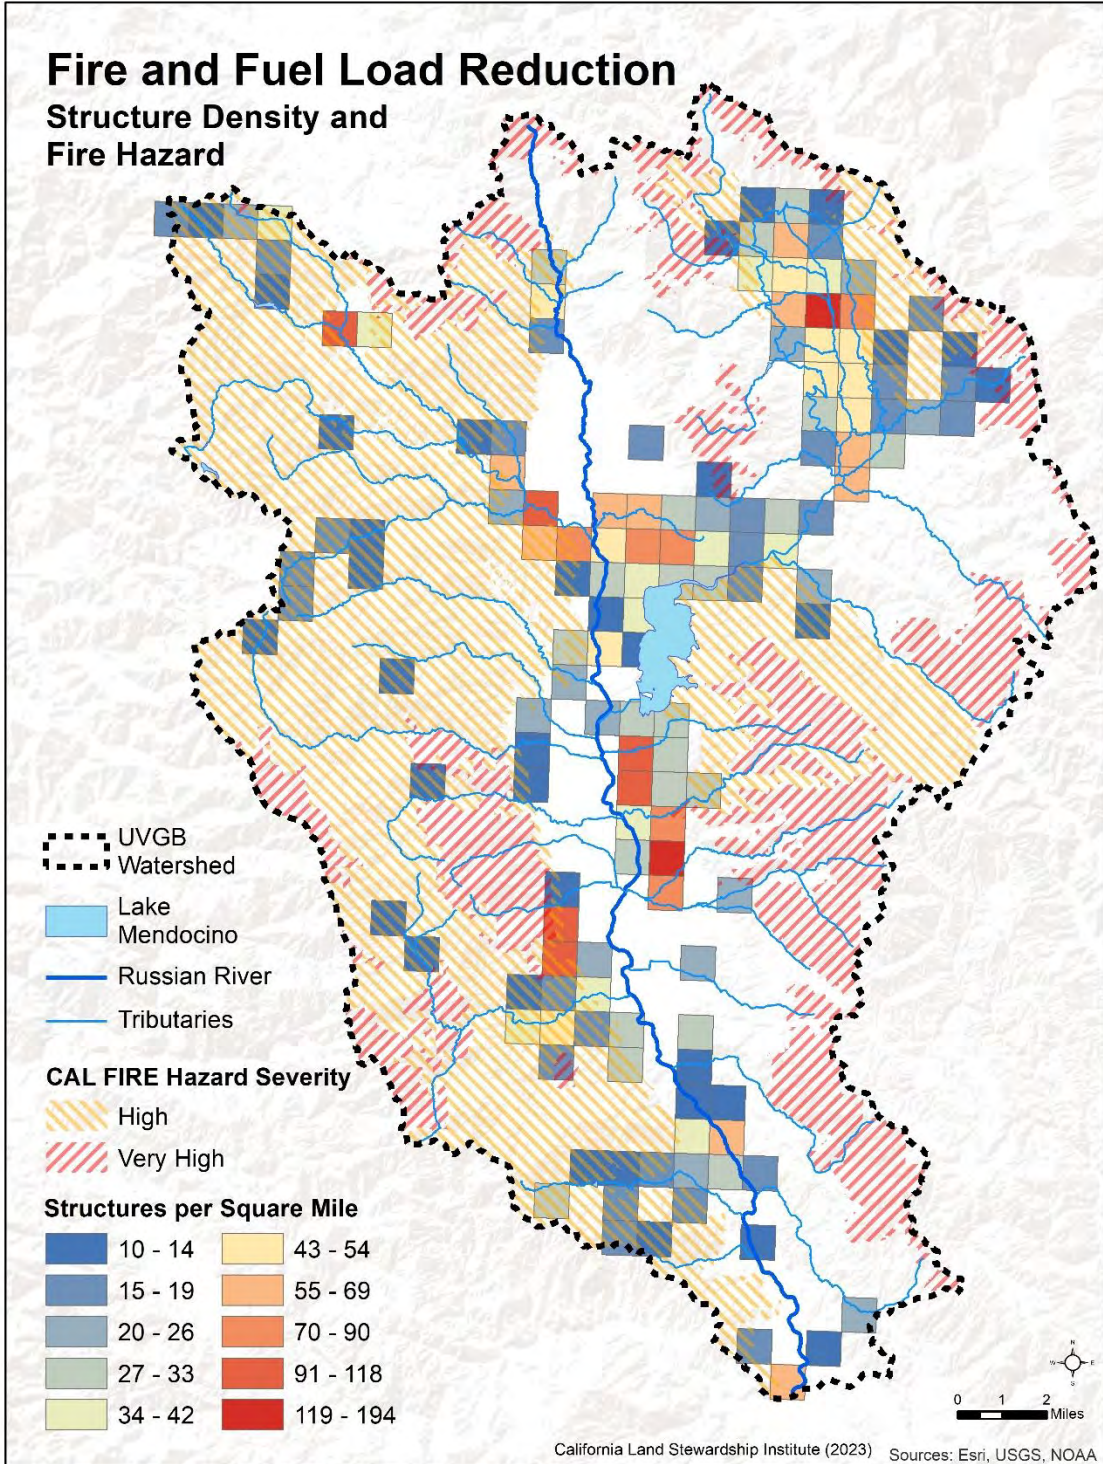 Fire and Fuel Load Reduction
Structure Density and
Fire Hazard
UVGB
Watershed
Lake
Mendocino
Russian River
Tributaries
CAL FIRE Hazard Severity
High
Very High
Structures per Square Mile
10 - 14
43 - 54
15 - 19
55 - 69
20 - 26
70 - 90
27 - 33
91 - 118
34 - 42
119 - 194
N
W
E
S
0 1 2
Miles
California Land Stewardship Institute (2023)
Sources: Esri, USGS, NOAA